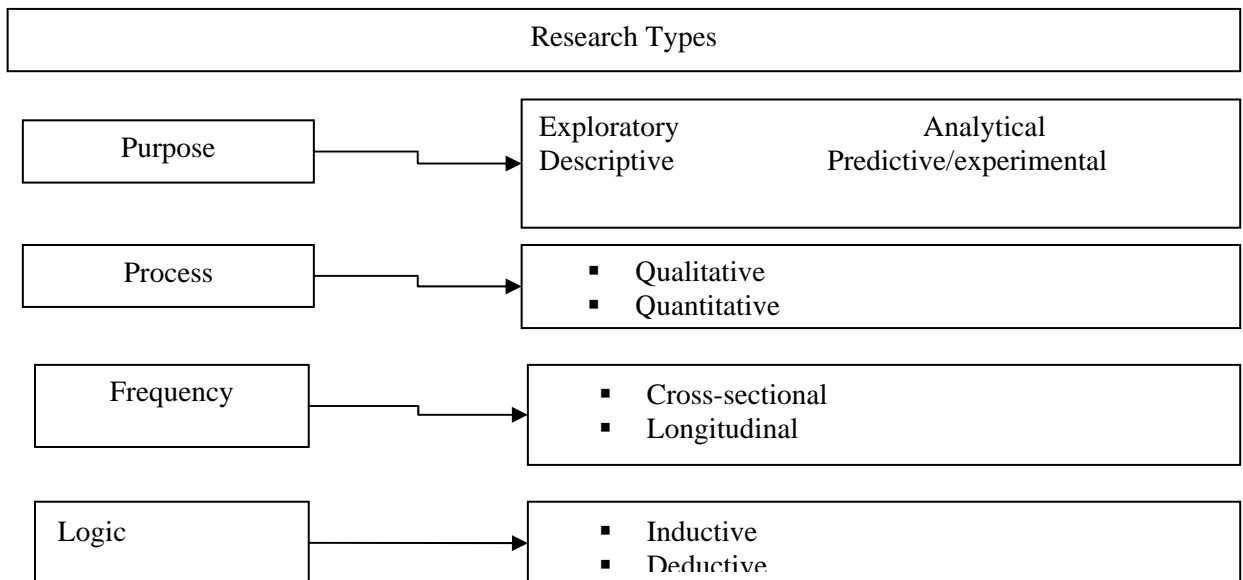 Research Types
Purpose
Exploratory Analytical
Descriptive Predictive/experimental
Process
▪ Qualitative
▪ Quantitative
Frequency
▪ Cross-sectional
▪ Longitudinal
Logic
▪ Inductive
▪ Deductive